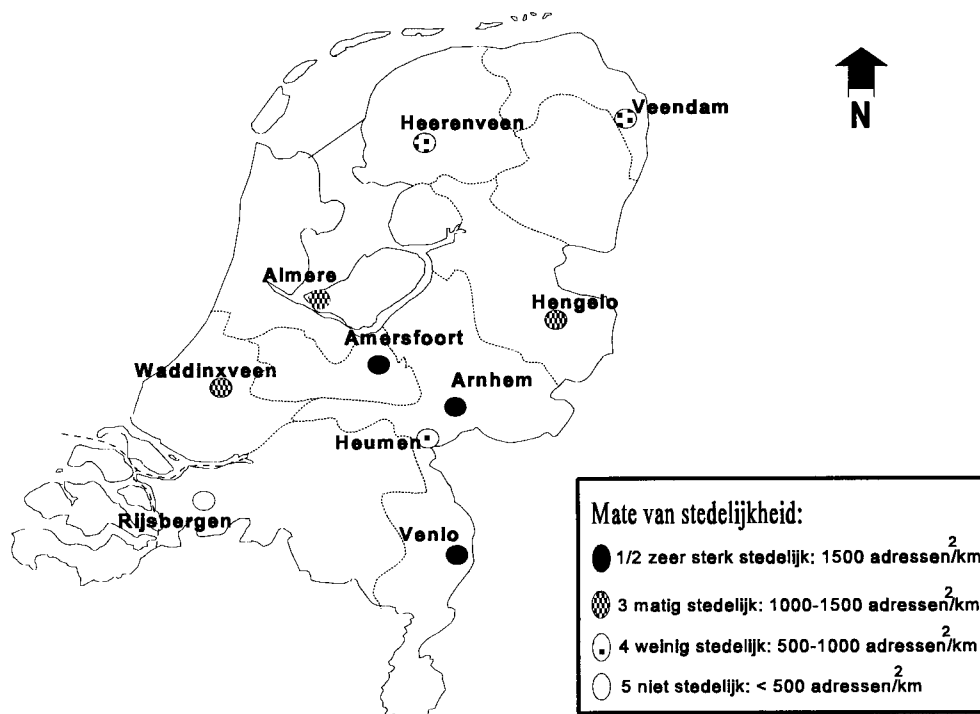 Veendam
Heerenveen
N
Almere
Hengelo
Amersfoort
Waddinxveen
Arnhem
Heumen
Rijsbergen
Venlo
Mate van stedelijkheid:
1/2 zeer sterk stedelijk: 1500 adressen/km²
3 matig stedelijk: 1000-1500 adressen/km²
4 weinig stedelijk: 500-1000 adressen/km²
5 niet stedelijk: < 500 adressen/km²